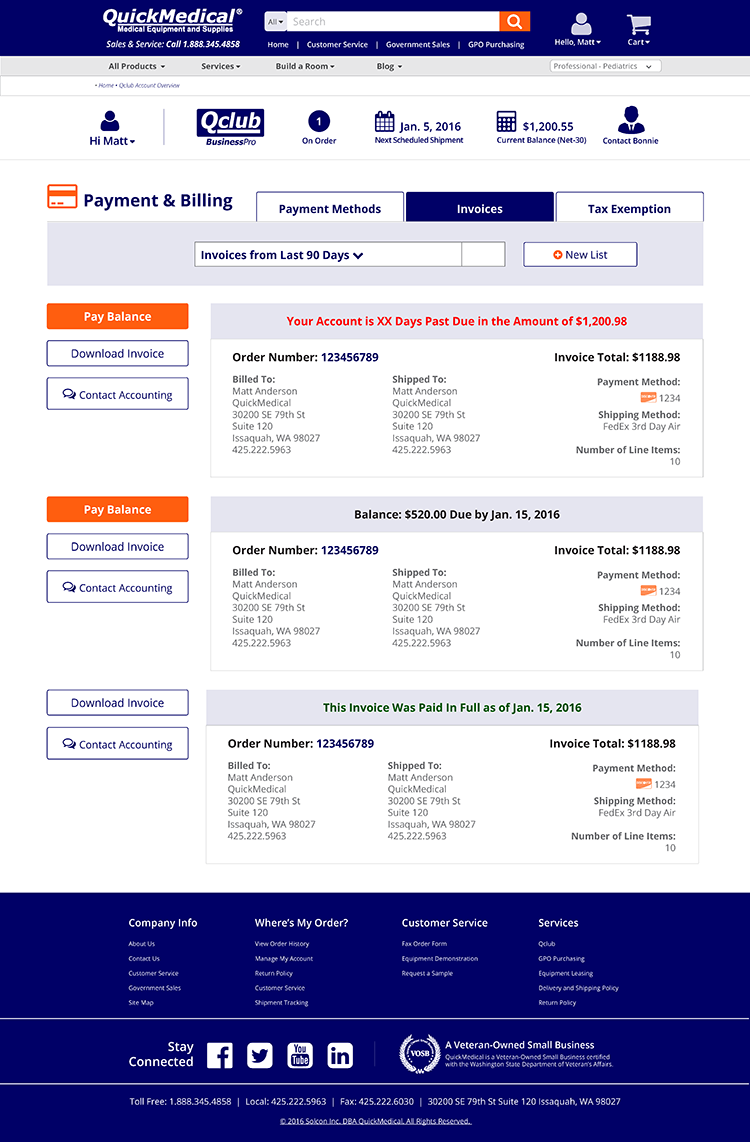 QuickMedical®
Medical Equipment and Supplies
Sales & Service: Call 1.888.345.4858
All
Search
Home | Customer Service | Government Sales | GPO Purchasing
Hello, Matt
Cart
All Products
Services
Build a Room
Blog
Professional - Pediatrics
• Home • Qclub Account Overview
Hi Matt
Qclub
BusinessPro
1
On Order
Jan. 5, 2016
Next Scheduled Shipment
$1,200.55
Current Balance (Net-30)
Contact Bonnie
Payment & Billing
Payment Methods
Invoices
Tax Exemption
Invoices from Last 90 Days
New List
Pay Balance
Download Invoice
Contact Accounting
Your Account is XX Days Past Due in the Amount of $1,200.98
Order Number: 123456789
Invoice Total: $1188.98
Billed To:
Matt Anderson
QuickMedical
30200 SE 79th St
Suite 120
Issaquah, WA 98027
425.222.5963
Shipped To:
Matt Anderson
QuickMedical
30200 SE 79th St
Suite 120
Issaquah, WA 98027
425.222.5963
Payment Method:
1234
Shipping Method:
FedEx 3rd Day Air
Number of Line Items:
10
Pay Balance
Download Invoice
Contact Accounting
Balance: $520.00 Due by Jan. 15, 2016
Order Number: 123456789
Invoice Total: $1188.98
Billed To:
Matt Anderson
QuickMedical
30200 SE 79th St
Suite 120
Issaquah, WA 98027
425.222.5963
Shipped To:
Matt Anderson
QuickMedical
30200 SE 79th St
Suite 120
Issaquah, WA 98027
425.222.5963
Payment Method:
1234
Shipping Method:
FedEx 3rd Day Air
Number of Line Items:
10
Download Invoice
Contact Accounting
This Invoice Was Paid In Full as of Jan. 15, 2016
Order Number: 123456789
Invoice Total: $1188.98
Billed To:
Matt Anderson
QuickMedical
30200 SE 79th St
Suite 120
Issaquah, WA 98027
425.222.5963
Shipped To:
Matt Anderson
QuickMedical
30200 SE 79th St
Suite 120
Issaquah, WA 98027
425.222.5963
Payment Method:
1234
Shipping Method:
FedEx 3rd Day Air
Number of Line Items:
10
Company Info
About Us
Contact Us
Customer Service
Government Sales
Site Map
Where's My Order?
View Order History
Manage My Account
Return Policy
Customer Service
Shipment Tracking
Customer Service
Fax Order Form
Equipment Demonstration
Request a Sample
Services
Qclub
GPO Purchasing
Equipment Leasing
Delivery and Shipping Policy
Return Policy
Stay
Connected
You
Tube
VOSB
A Veteran-Owned Small Business
QuickMedical is a Veteran-Owned Small Business certified
with the Washington State Department of Veteran's Affairs.
Toll Free: 1.888.345.4858 | Local: 425.222.5963 | Fax: 425.222.6030 | 30200 SE 79th St Suite 120 Issaquah, WA 98027
© 2016 Solcon Inc. DBA QuickMedical. All Rights Reserved.